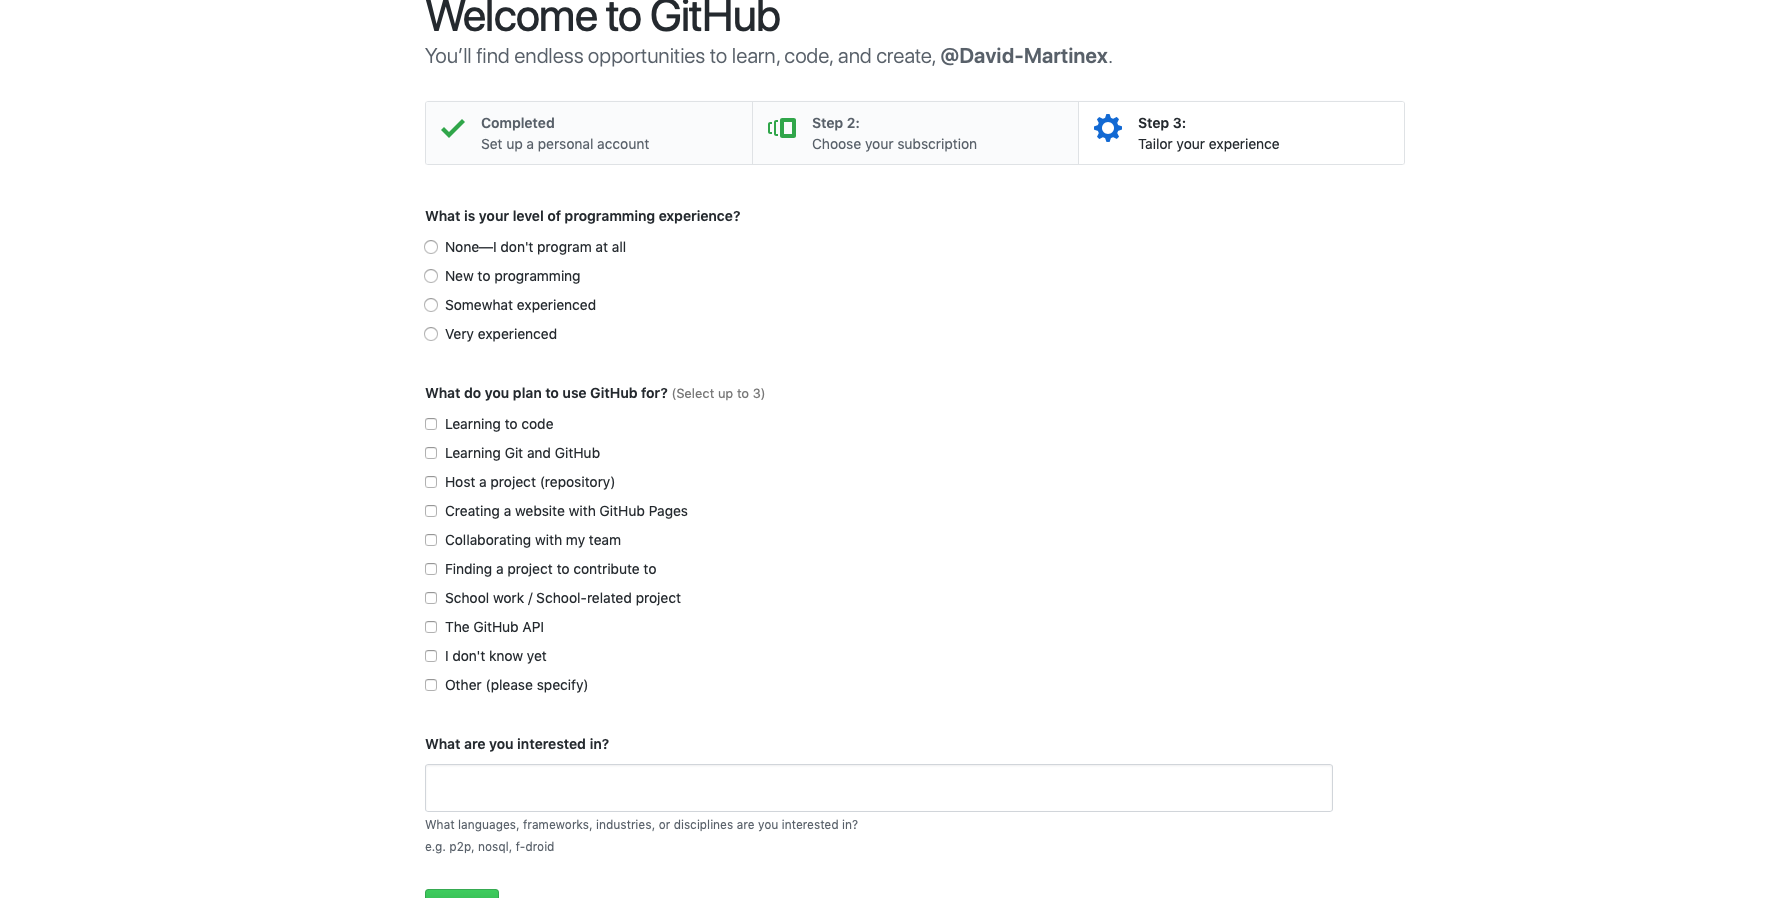 Welcome to GitHub
You'll find endless opportunities to learn, code, and create, @David-Martinex.
Completed
Set up a personal account
Step 2:
Choose your subscription
Step 3:
Tailor your experience
What is your level of programming experience?
None—I don't program at all
New to programming
Somewhat experienced
Very experienced
What do you plan to use GitHub for? (Select up to 3)
Learning to code
Learning Git and GitHub
Host a project (repository)
Creating a website with GitHub Pages
Collaborating with my team
Finding a project to contribute to
School work / School-related project
The GitHub API
I don't know yet
Other (please specify)
What are you interested in?
What languages, frameworks, industries, or disciplines are you interested in?
e.g. p2p, nosql, f-droid